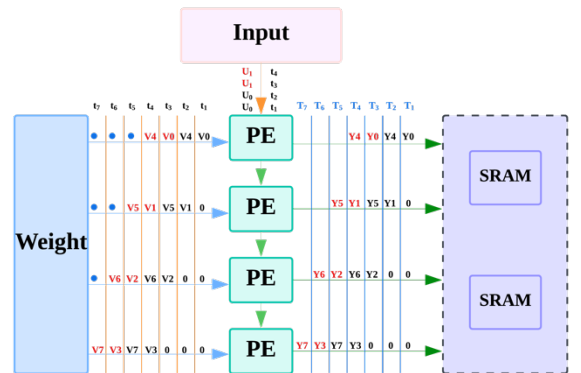 Input
U₁ t₄
U₁ t₃
U₀ t₂
U₀ t₁
t₇ t₆ t₅ t₄ t₃ t₂ t₁
T₇ T₆ T₅ T₄ T₃ T₂ T₁
V4 V0 V4 V0
PE
Y4 Y0 Y4 Y0
SRAM
V5 V1 V5 V1 0
PE
Y5 Y1 Y5 Y1 0
Weight
V6 V2 V6 V2 0 0
PE
Y6 Y2 Y6 Y2 0 0
SRAM
V7 V3 V7 V3 0 0 0
PE
Y7 Y3 Y7 Y3 0 0 0